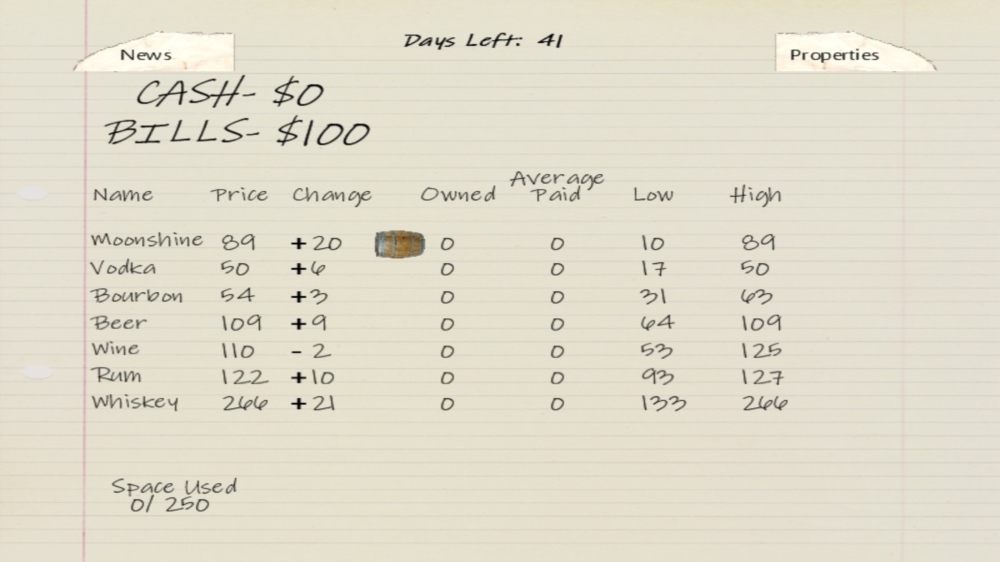 Days Left: 41
News
Properties
CASH- $0
BILLS- $100
Name Price Change Owned Average Paid Low High
Moonshine 89 +20 0 0 10 89
Vodka 50 +6 0 0 17 50
Bourbon 54 +3 0 0 31 63
Beer 109 +9 0 0 64 109
Wine 110 - 2 0 0 53 125
Rum 122 +10 0 0 93 127
Whiskey 266 +21 0 0 133 266
Space Used
0/ 250